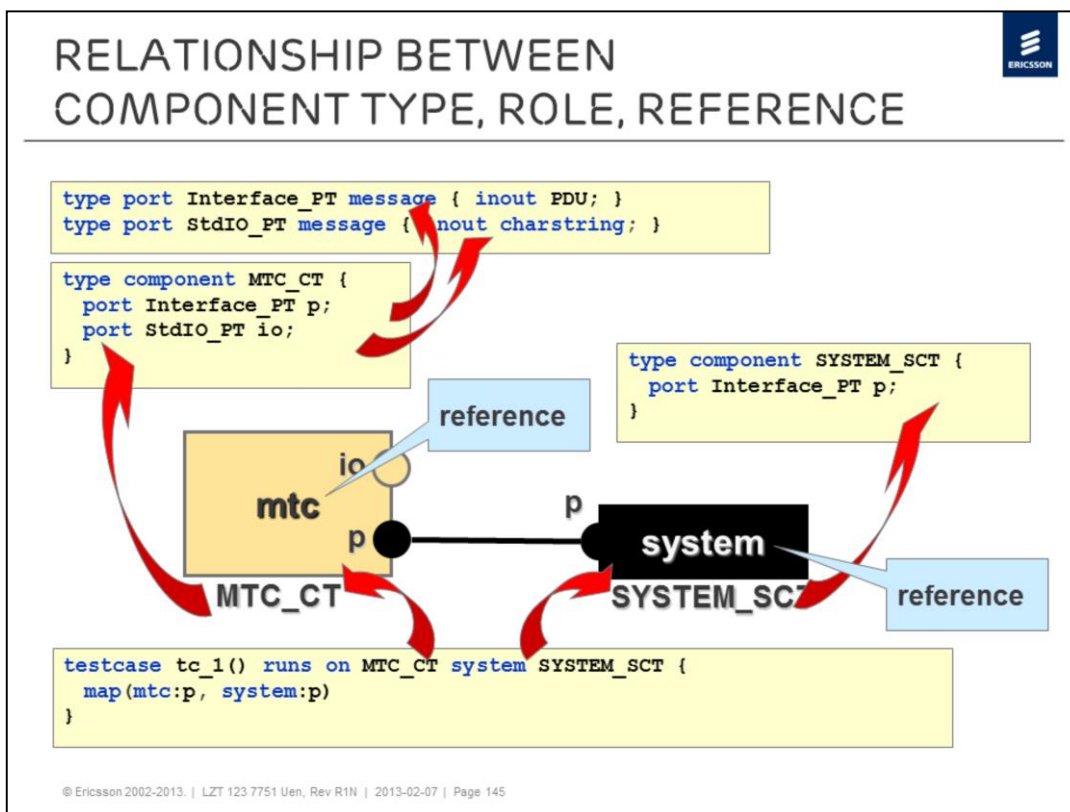 RELATIONSHIP BETWEEN
COMPONENT TYPE, ROLE, REFERENCE
ERICSSON
type port Interface_PT message { inout PDU; }
type port StdIO_PT message { nout charstring; }
type component MTC_CT {
port Interface_PT p;
port StdIO_PT io;
}
type component SYSTEM_SCT {
port Interface_PT p;
}
reference
io
mtc
p
p
system
MTC_CT
SYSTEM_SCT
reference
testcase tc_1() runs on MTC_CT system SYSTEM_SCT {
map(mtc:p, system:p)
}
© Ericsson 2002-2013. | LZT 123 7751 Uen, Rev R1N | 2013-02-07 | Page 145